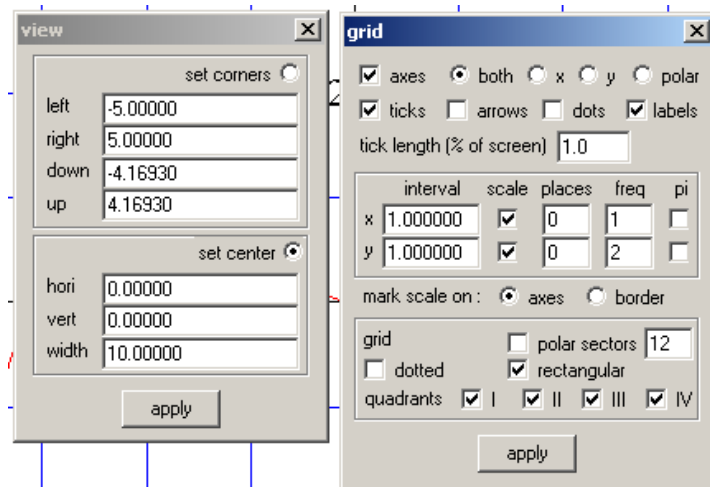 view
set corners
left -5.00000
right 5.00000
down -4.16930
up 4.16930
set center
hori 0.00000
vert 0.00000
width 10.00000
apply
grid
axes both x y polar
ticks arrows dots labels
tick length (% of screen) 1.0
interval scale places freq pi
x 1.000000 0 1
y 1.000000 0 2
mark scale on : axes border
grid polar sectors 12
dotted rectangular
quadrants I II III IV
apply